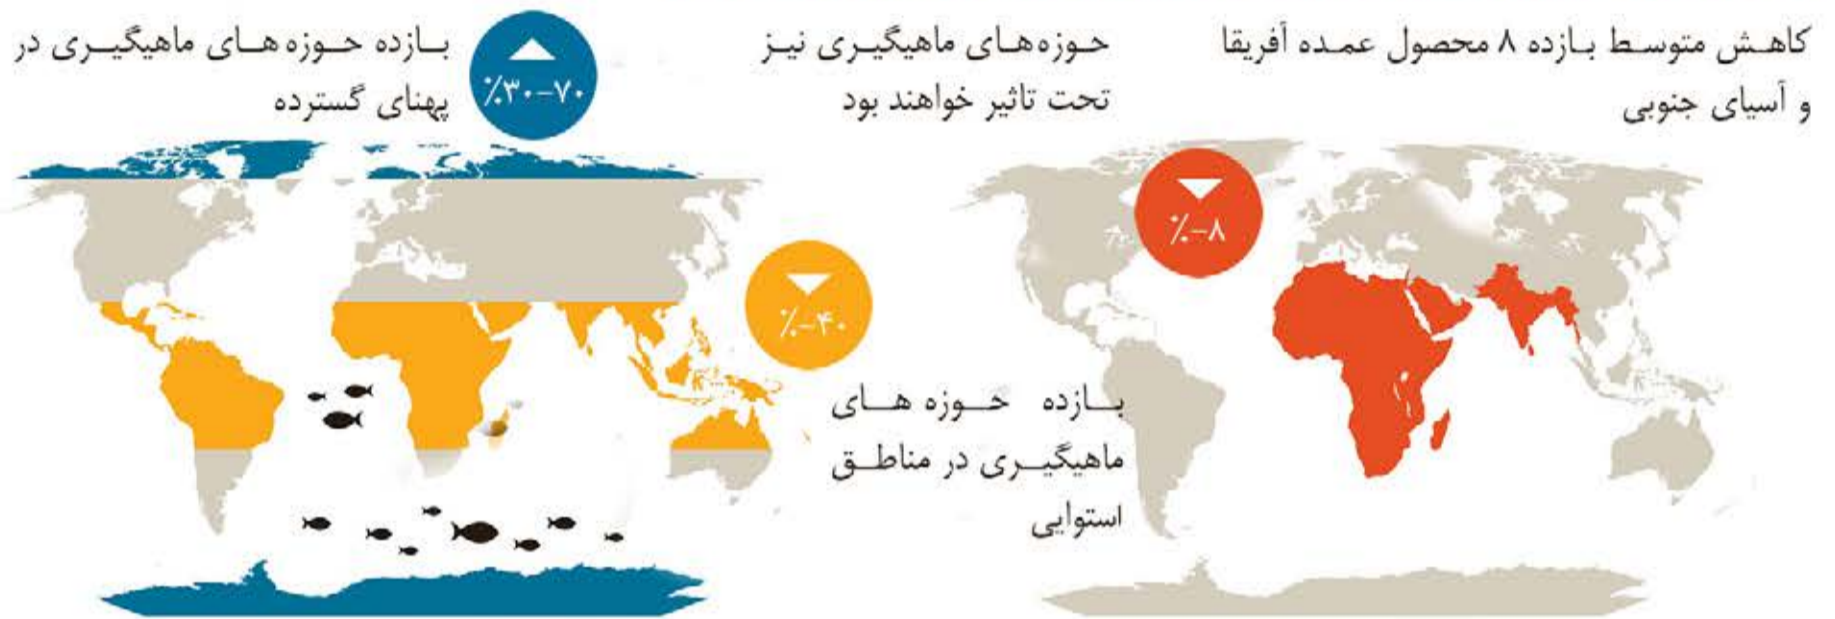 کاهش متوسط بازده ۸ محصول عمده آفریقا
و آسیای جنوبی
٪-۸
حوزه‌های ماهیگیری نیز
تحت تاثیر خواهند بود
٪۳۰-۷۰
بازده حوزه‌های ماهیگیری در
پهنای گسترده
٪-۴۰
بازده حوزه های
ماهیگیری در مناطق
استوایی